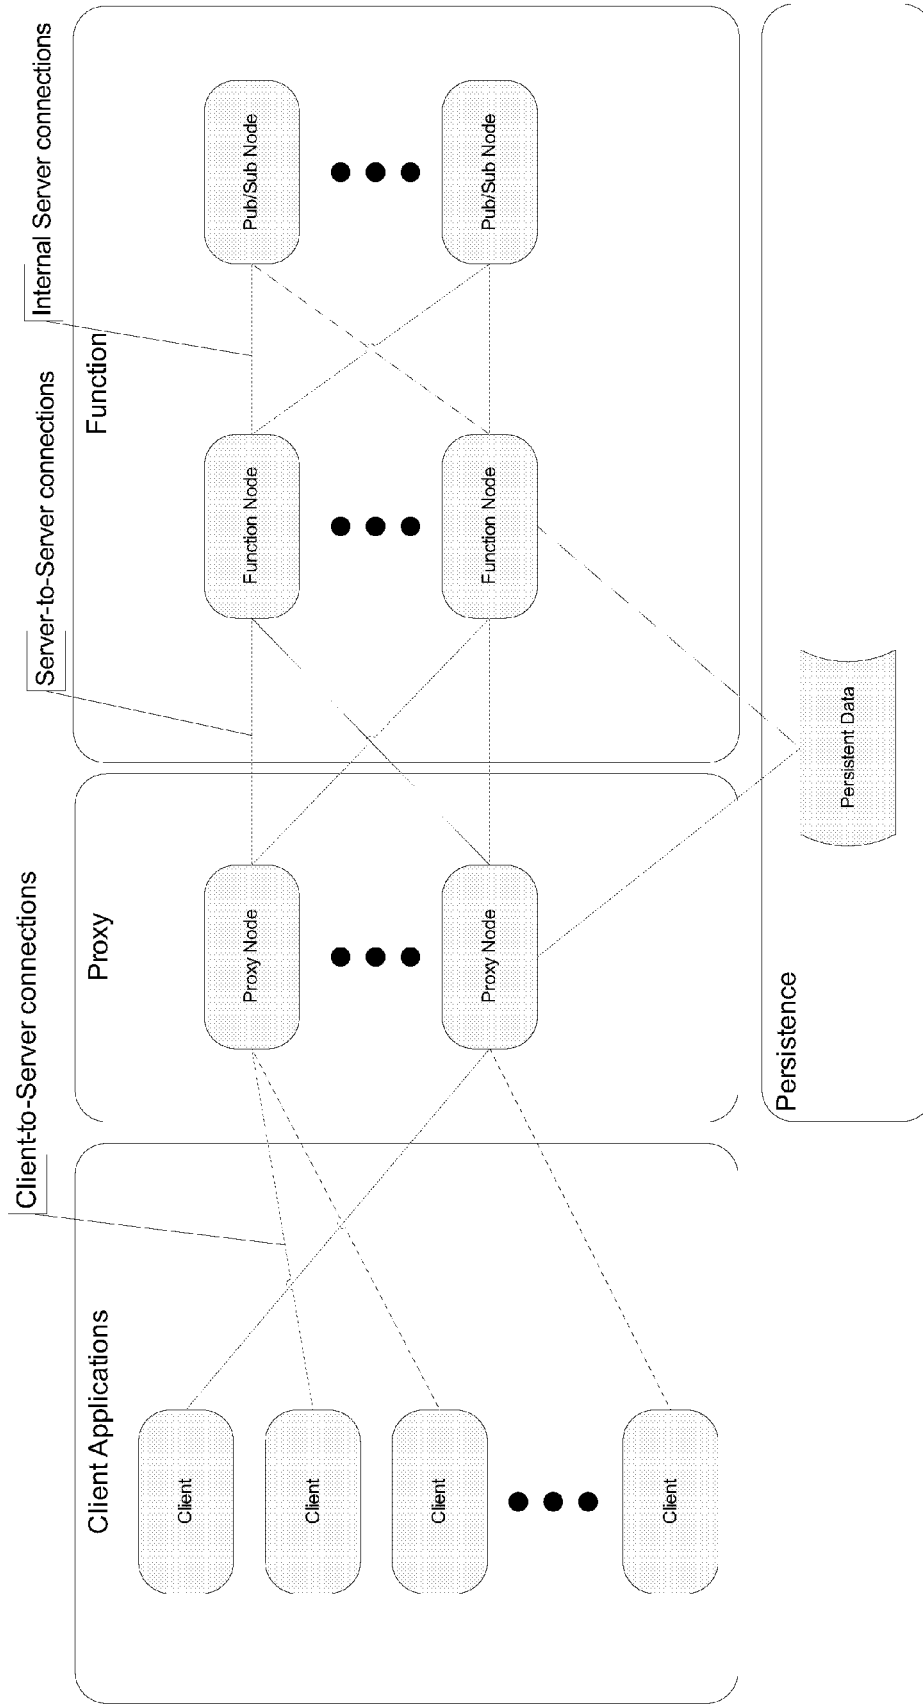 Client-to-Server connections
Server-to-Server connections
Internal Server connections
Client Applications
Proxy
Function
Client
Client
Client
Client
Proxy Node
Proxy Node
Function Node
Function Node
Pub/Sub Node
Pub/Sub Node
Persistence
Persistent Data